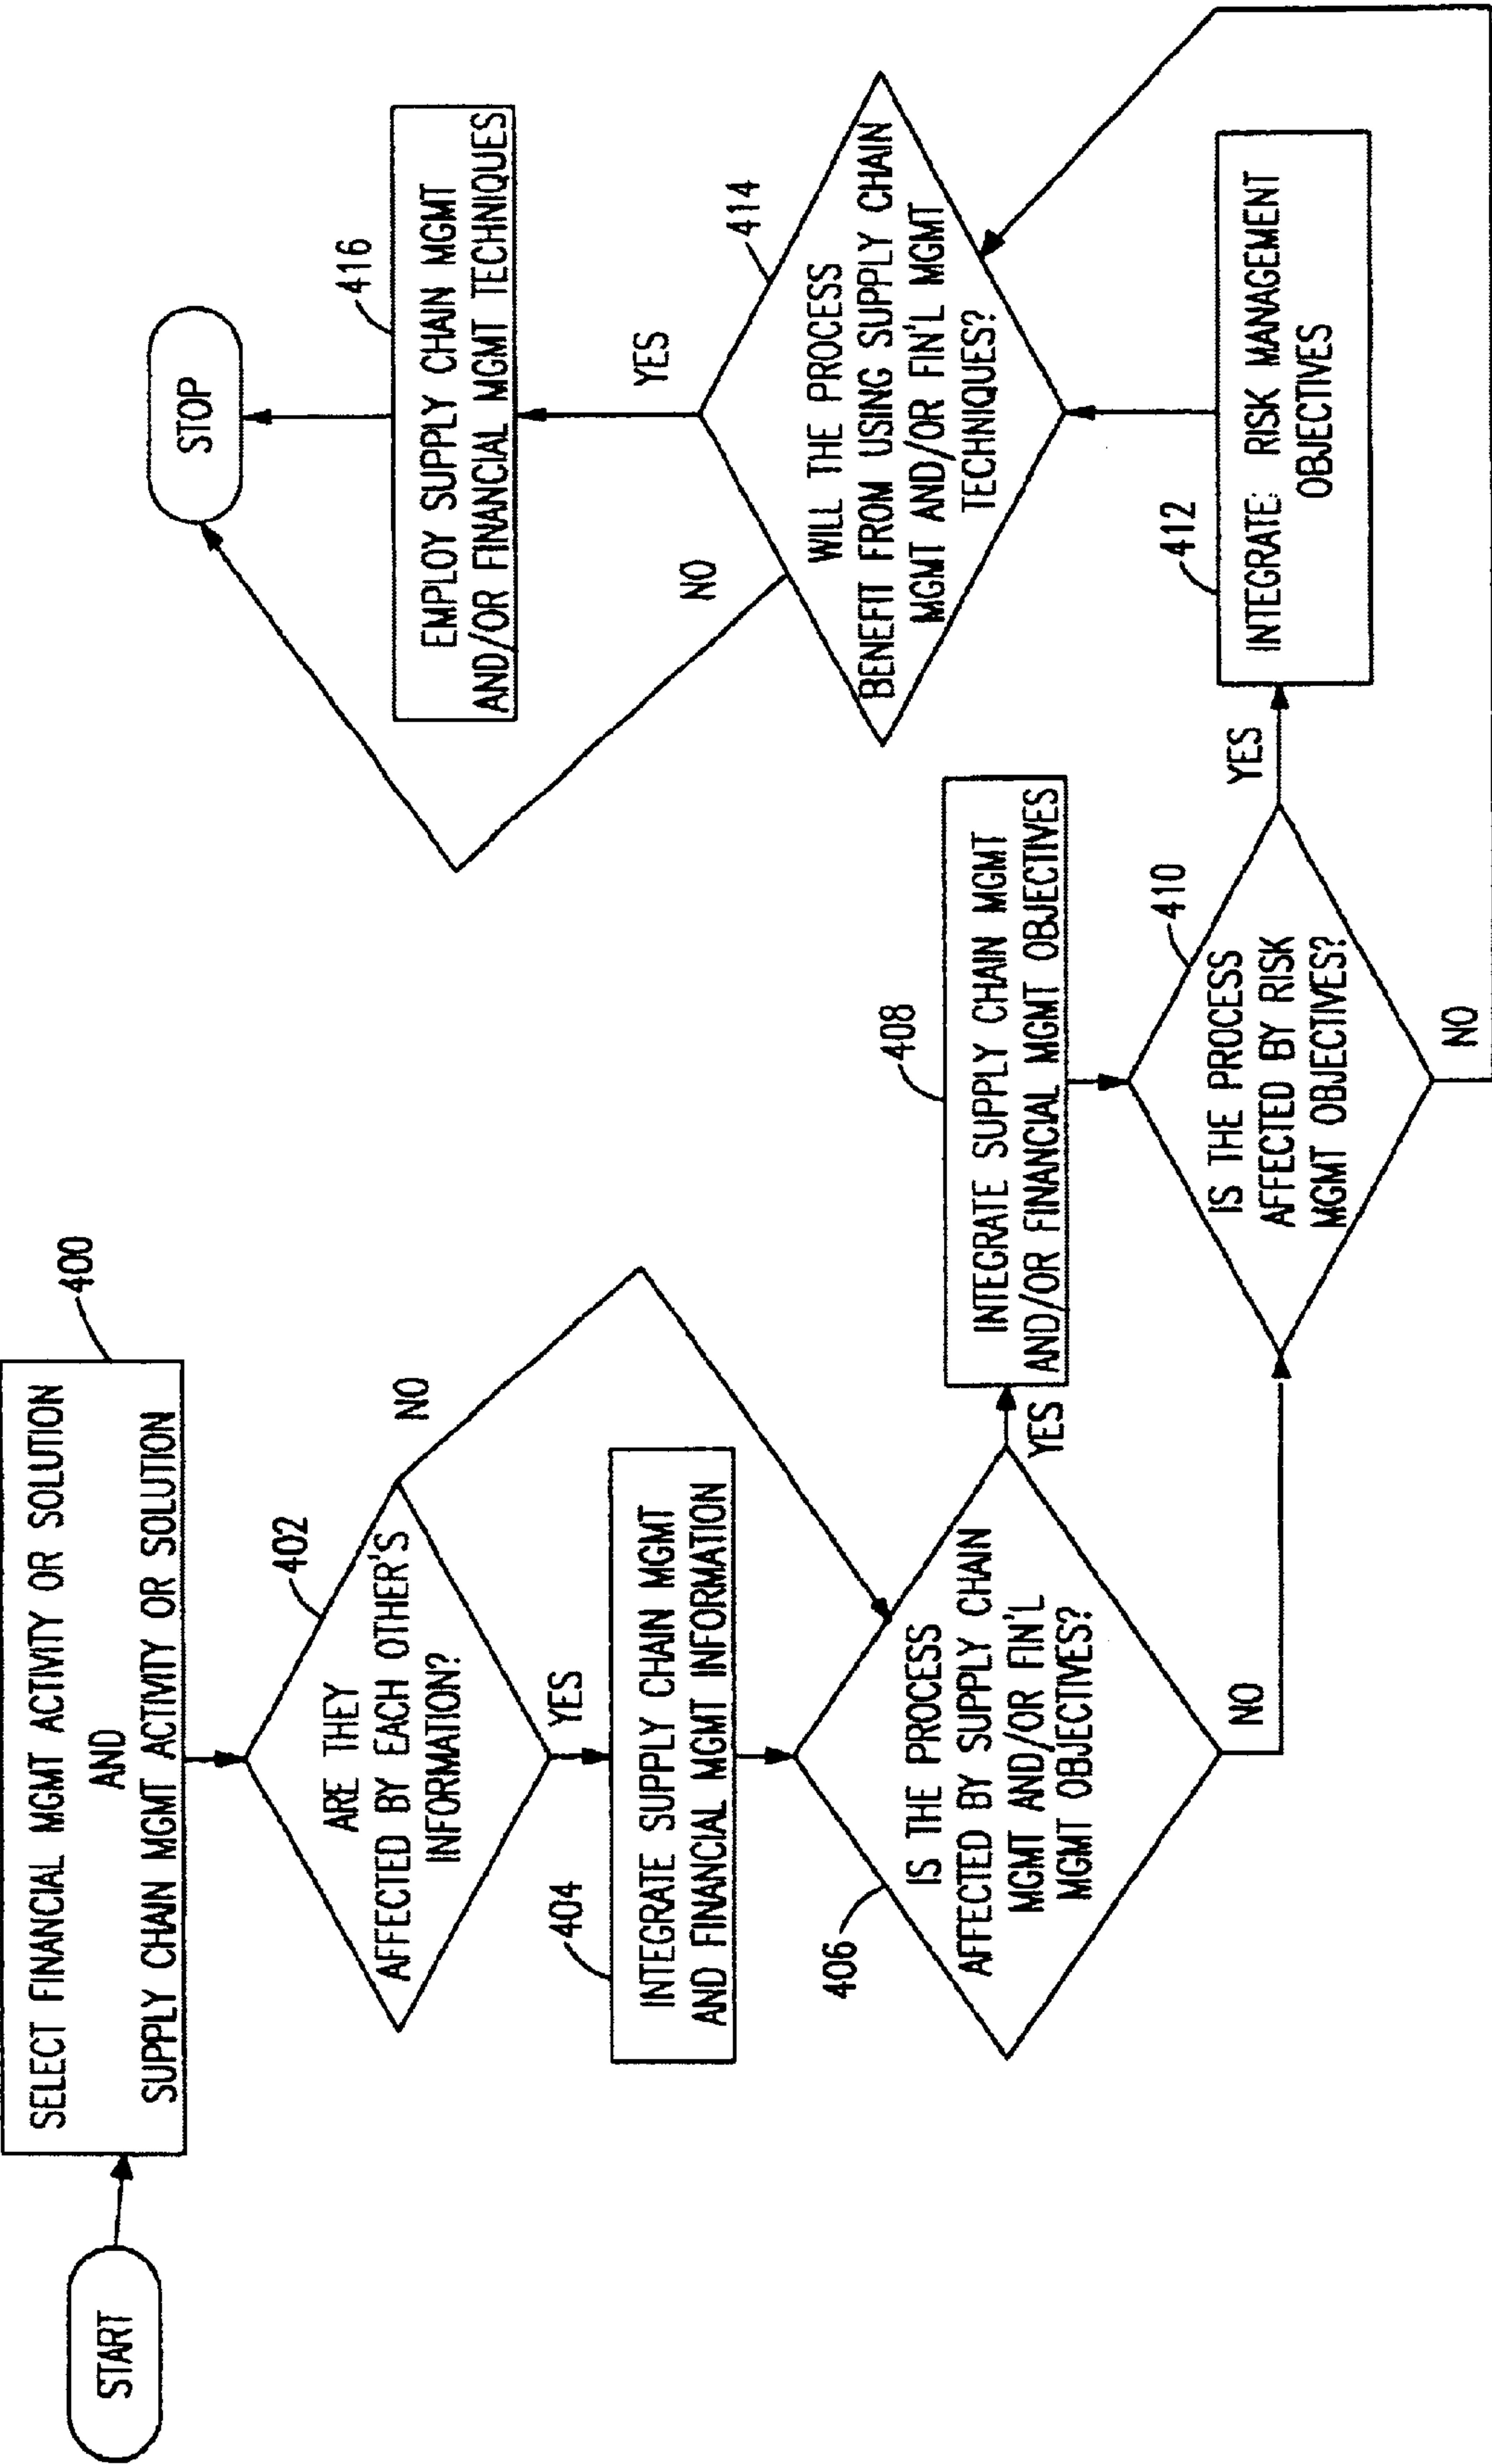 START
SELECT FINANCIAL MGMT ACTIVITY OR SOLUTION
AND
SUPPLY CHAIN MGMT ACTIVITY OR SOLUTION
400
402
ARE THEY
AFFECTED BY EACH OTHER'S
INFORMATION?
NO
YES
404
INTEGRATE SUPPLY CHAIN MGMT
AND FINANCIAL MGMT INFORMATION
406
IS THE PROCESS
AFFECTED BY SUPPLY CHAIN
MGMT AND/OR FIN'L
MGMT OBJECTIVES?
YES
NO
408
INTEGRATE SUPPLY CHAIN MGMT
AND/OR FINANCIAL MGMT OBJECTIVES
410
IS THE PROCESS
AFFECTED BY RISK
MGMT OBJECTIVES?
YES
NO
412
INTEGRATE: RISK MANAGEMENT
OBJECTIVES
414
WILL THE PROCESS
BENEFIT FROM USING SUPPLY CHAIN
MGMT AND/OR FIN'L MGMT
TECHNIQUES?
YES
NO
416
EMPLOY SUPPLY CHAIN MGMT
AND/OR FINANCIAL MGMT TECHNIQUES
STOP